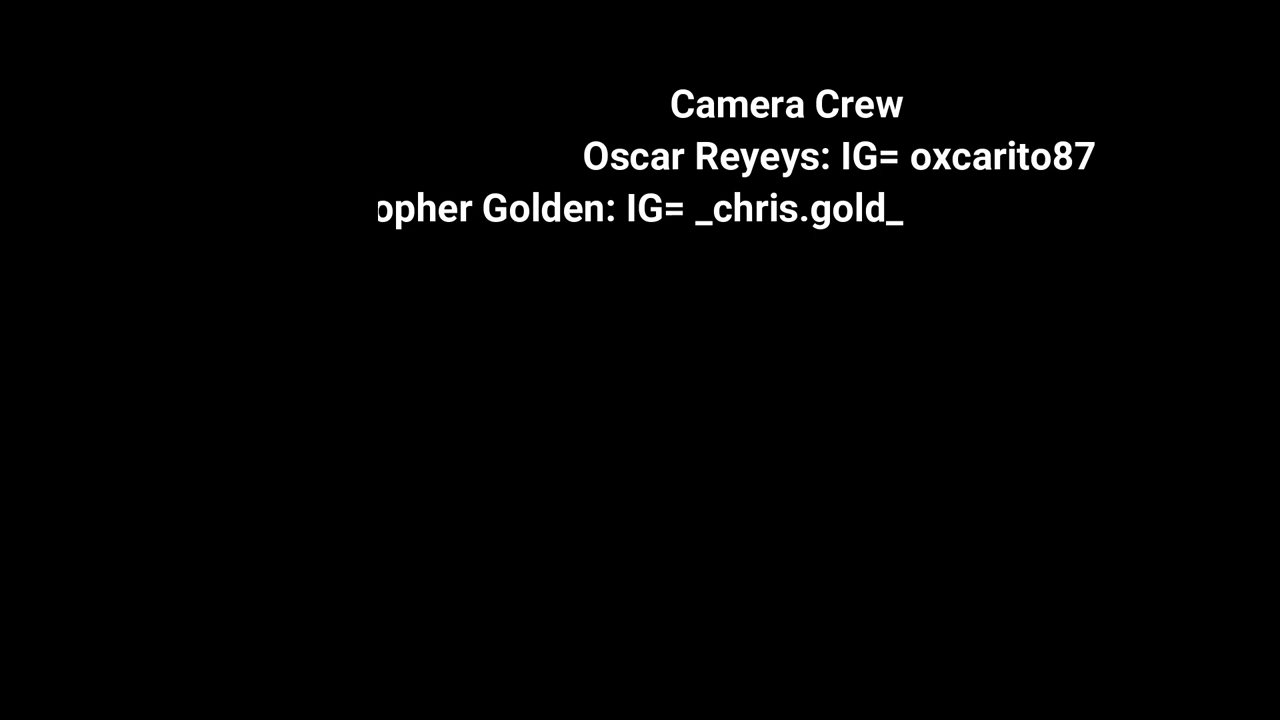 Camera Crew
Oscar Reyeys: IG= oxcarito87
opher Golden: IG= _chris.gold_